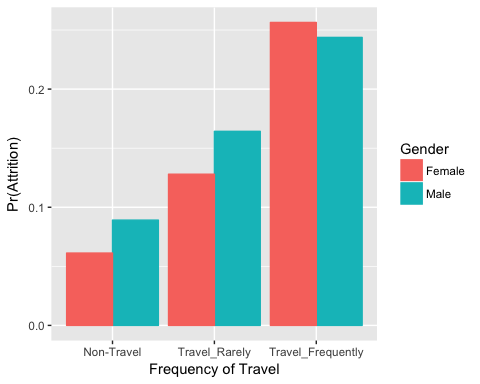 Pr(Attrition)
0.2
0.1
0.0
Non-Travel
Travel_Rarely
Travel_Frequently
Frequency of Travel
Gender
Female
Male